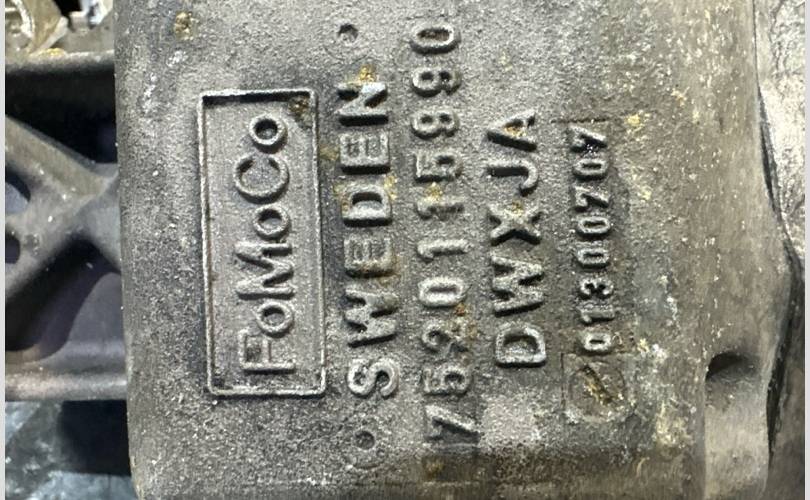 FoMoCo
SWEDEN
7520115990
DWXJA
01300707